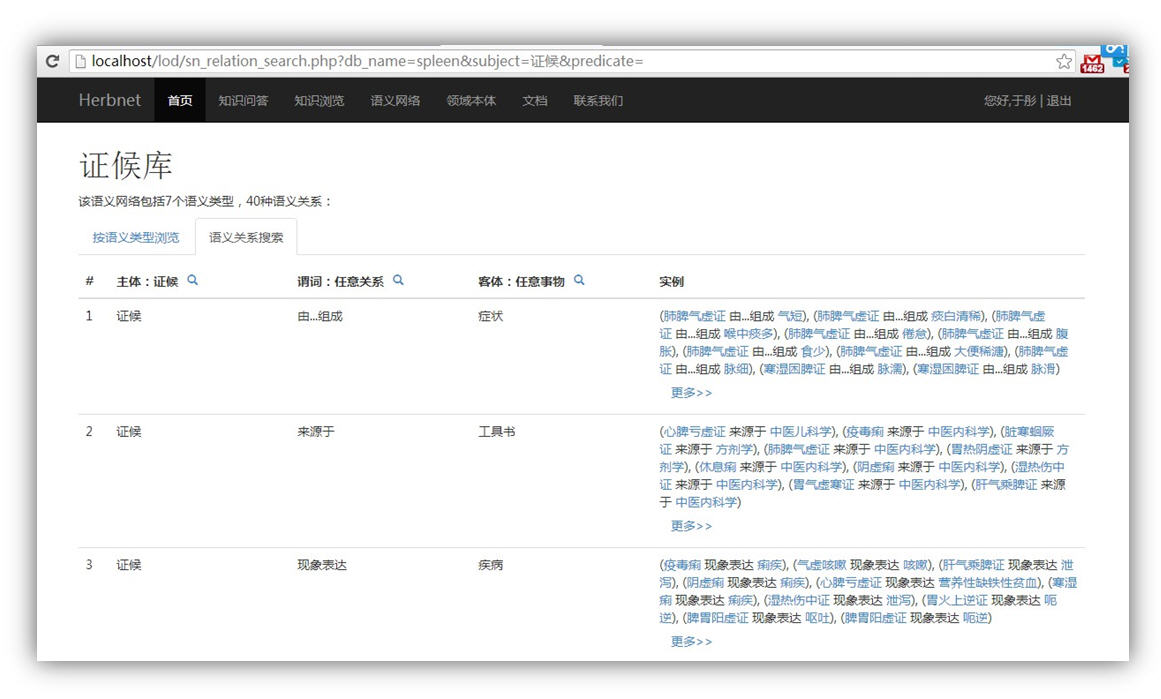 localhost/lod/sn_relation_search.php?db_name=spleen&subject=证候&predicate=
1462
Herbnet 首页 知识问答 知识浏览 语义网络 领域本体 文档 联系我们 您好,于彤 | 退出
证候库
该语义网络包括7个语义类型，40种语义关系：
按语义类型浏览 语义关系搜索
# 主体：证候 谓词：任意关系 客体：任意事物 实例
1 证候 由...组成 症状 (肺脾气虚证 由...组成 气短), (肺脾气虚证 由...组成 痰白清稀), (肺脾气虚
证 由...组成 喉中痰多), (肺脾气虚证 由...组成 倦怠), (肺脾气虚证 由...组成 腹
胀), (肺脾气虚证 由...组成 食少), (肺脾气虚证 由...组成 大便稀溏), (肺脾气虚
证 由...组成 脉细), (寒湿困脾证 由...组成 脉濡), (寒湿困脾证 由...组成 脉滑)
更多>>
2 证候 来源于 工具书 (心脾亏虚证 来源于 中医儿科学), (疫毒痢 来源于 中医内科学), (脏寒蛔厥
证 来源于 方剂学), (肺脾气虚证 来源于 中医内科学), (胃热阴虚证 来源于 方
剂学), (休息痢 来源于 中医内科学), (阴虚痢 来源于 中医内科学), (湿热伤中
证 来源于 中医内科学), (胃气虚寒证 来源于 中医内科学), (肝气乘脾证 来源
于 中医内科学)
更多>>
3 证候 现象表达 疾病 (疫毒痢 现象表达 痢疾), (气虚咳嗽 现象表达 咳嗽), (肝气乘脾证 现象表达 泄
泻), (阴虚痢 现象表达 痢疾), (心脾亏虚证 现象表达 营养性缺铁性贫血), (寒湿
痢 现象表达 痢疾), (湿热伤中证 现象表达 泄泻), (胃火上逆证 现象表达 呃
逆), (脾胃阳虚证 现象表达 呕吐), (脾胃阳虚证 现象表达 呃逆)
更多>>